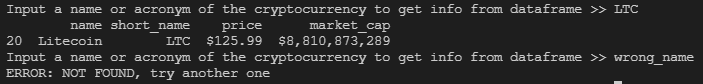 Input a name or acronym of the cryptocurrency to get info from dataframe >> LTC
name short_name price market_cap
20 Litecoin LTC $125.99 $8,810,873,289
Input a name or acronym of the cryptocurrency to get info from dataframe >> wrong_name
ERROR: NOT FOUND, try another one